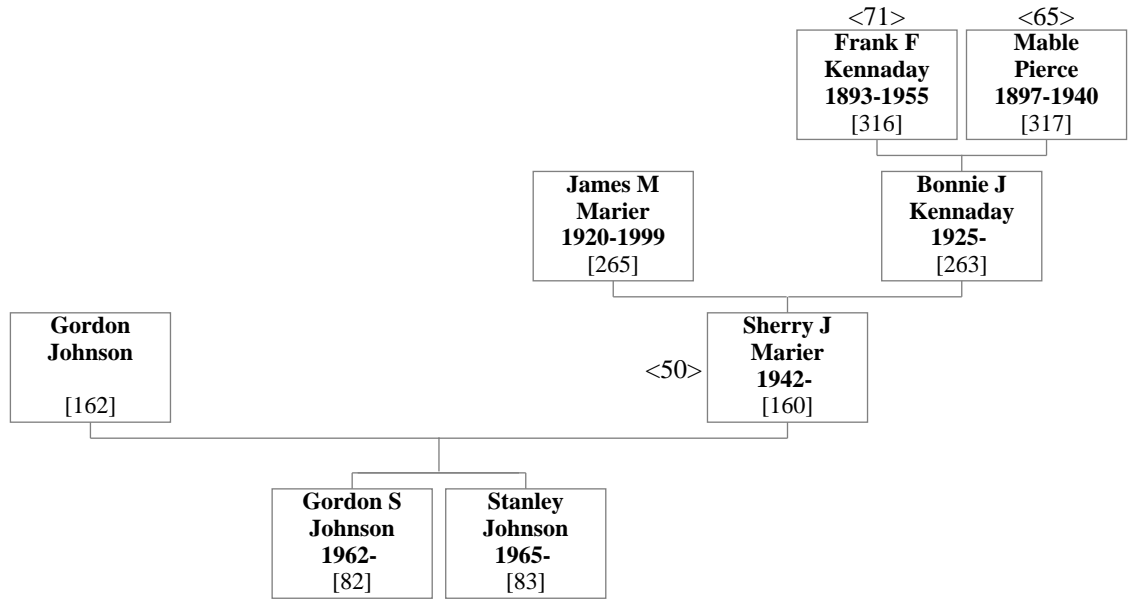 <71>
<65>
Frank F
Kennaday
1893-1955
[316]
Mable
Pierce
1897-1940
[317]
James M
Marier
1920-1999
[265]
Bonnie J
Kennaday
1925-
[263]
Gordon
Johnson
[162]
<50>
Sherry J
Marier
1942-
[160]
Gordon S
Johnson
1962-
[82]
Stanley
Johnson
1965-
[83]